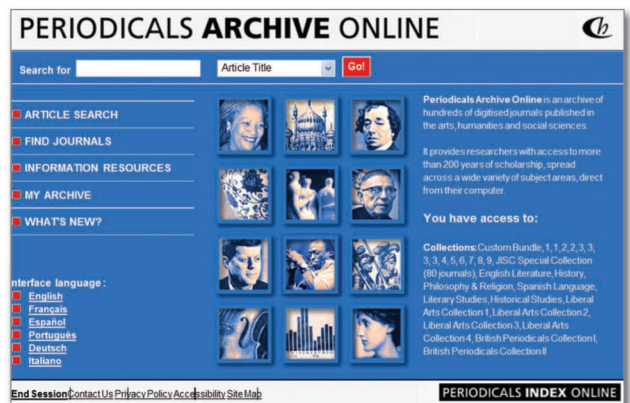 PERIODICALS ARCHIVE ONLINE
Ch
Search for
Article Title
Go!
ARTICLE SEARCH
FIND JOURNALS
INFORMATION RESOURCES
MY ARCHIVE
WHAT'S NEW?
nterface language:
English
Français
Español
Português
Deutsch
Italiano
Periodicals Archive Online is an archive of
hundreds of digitised journals published in
the arts, humanities and social sciences.
It provides researchers with access to more
than 200 years of scholarship, spread
across a wide variety of subject areas, direct
from their computer.
You have access to:
Collections: Custom Bundle, 1, 1, 2, 2, 3, 3,
3, 3, 4, 5, 6, 7, 8, 9, JISC Special Collection
(80 journals), English Literature, History,
Philosophy & Religion, Spanish Language,
Literary Studies, Historical Studies, Liberal
Arts Collection 1, Liberal Arts Collection 2,
Liberal Arts Collection 3, Liberal Arts
Collection 4, British Periodicals Collection I,
British Periodicals Collection II
End Session Contact Us Privacy Policy Accessibility Site Map
PERIODICALS INDEX ONLINE